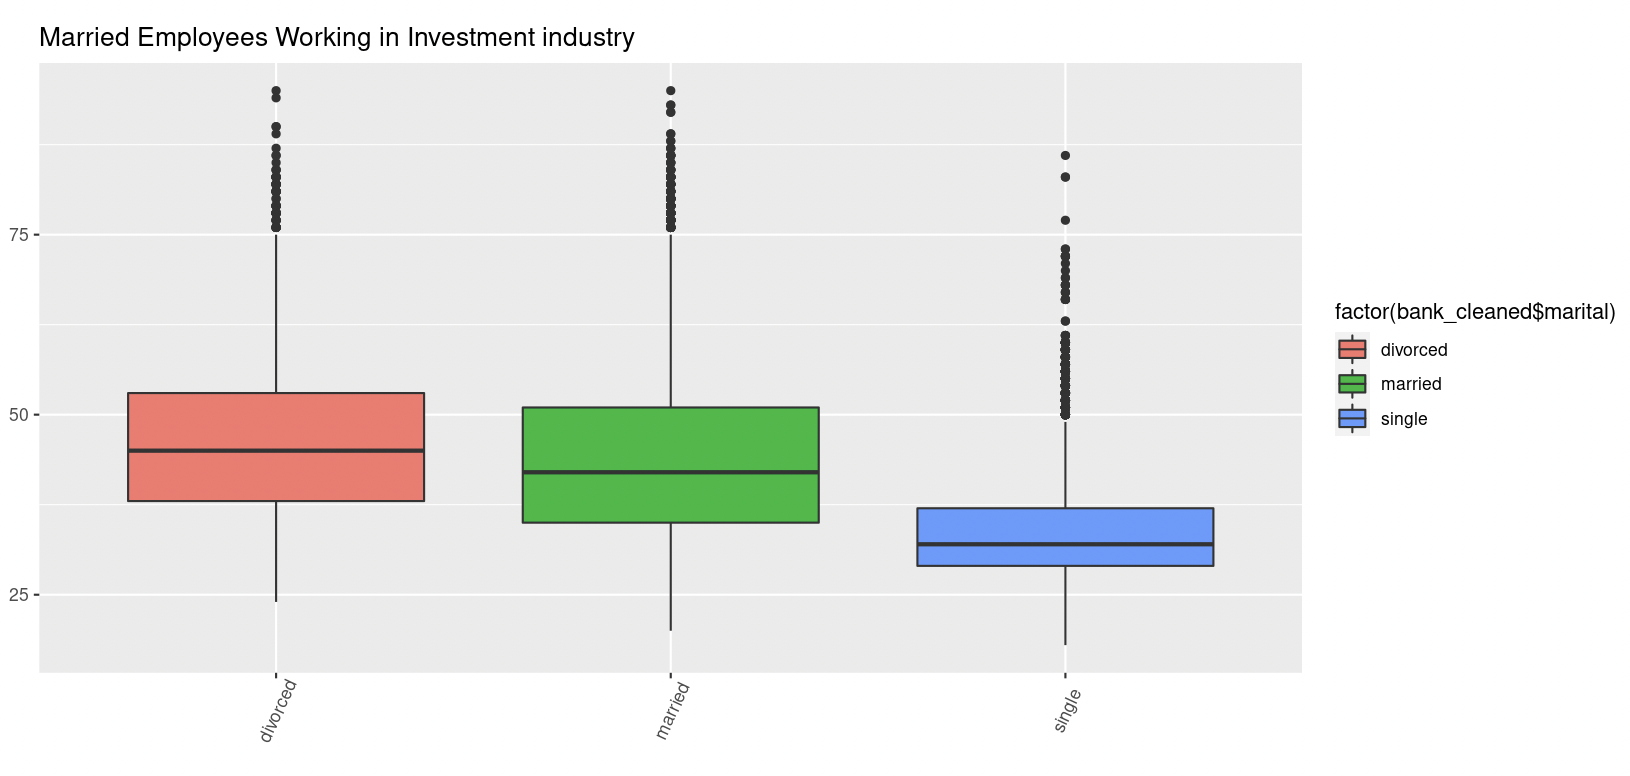 Married Employees Working in Investment industry
75
50
25
divorced
married
single
factor(bank_cleaned$marital)
divorced
married
single